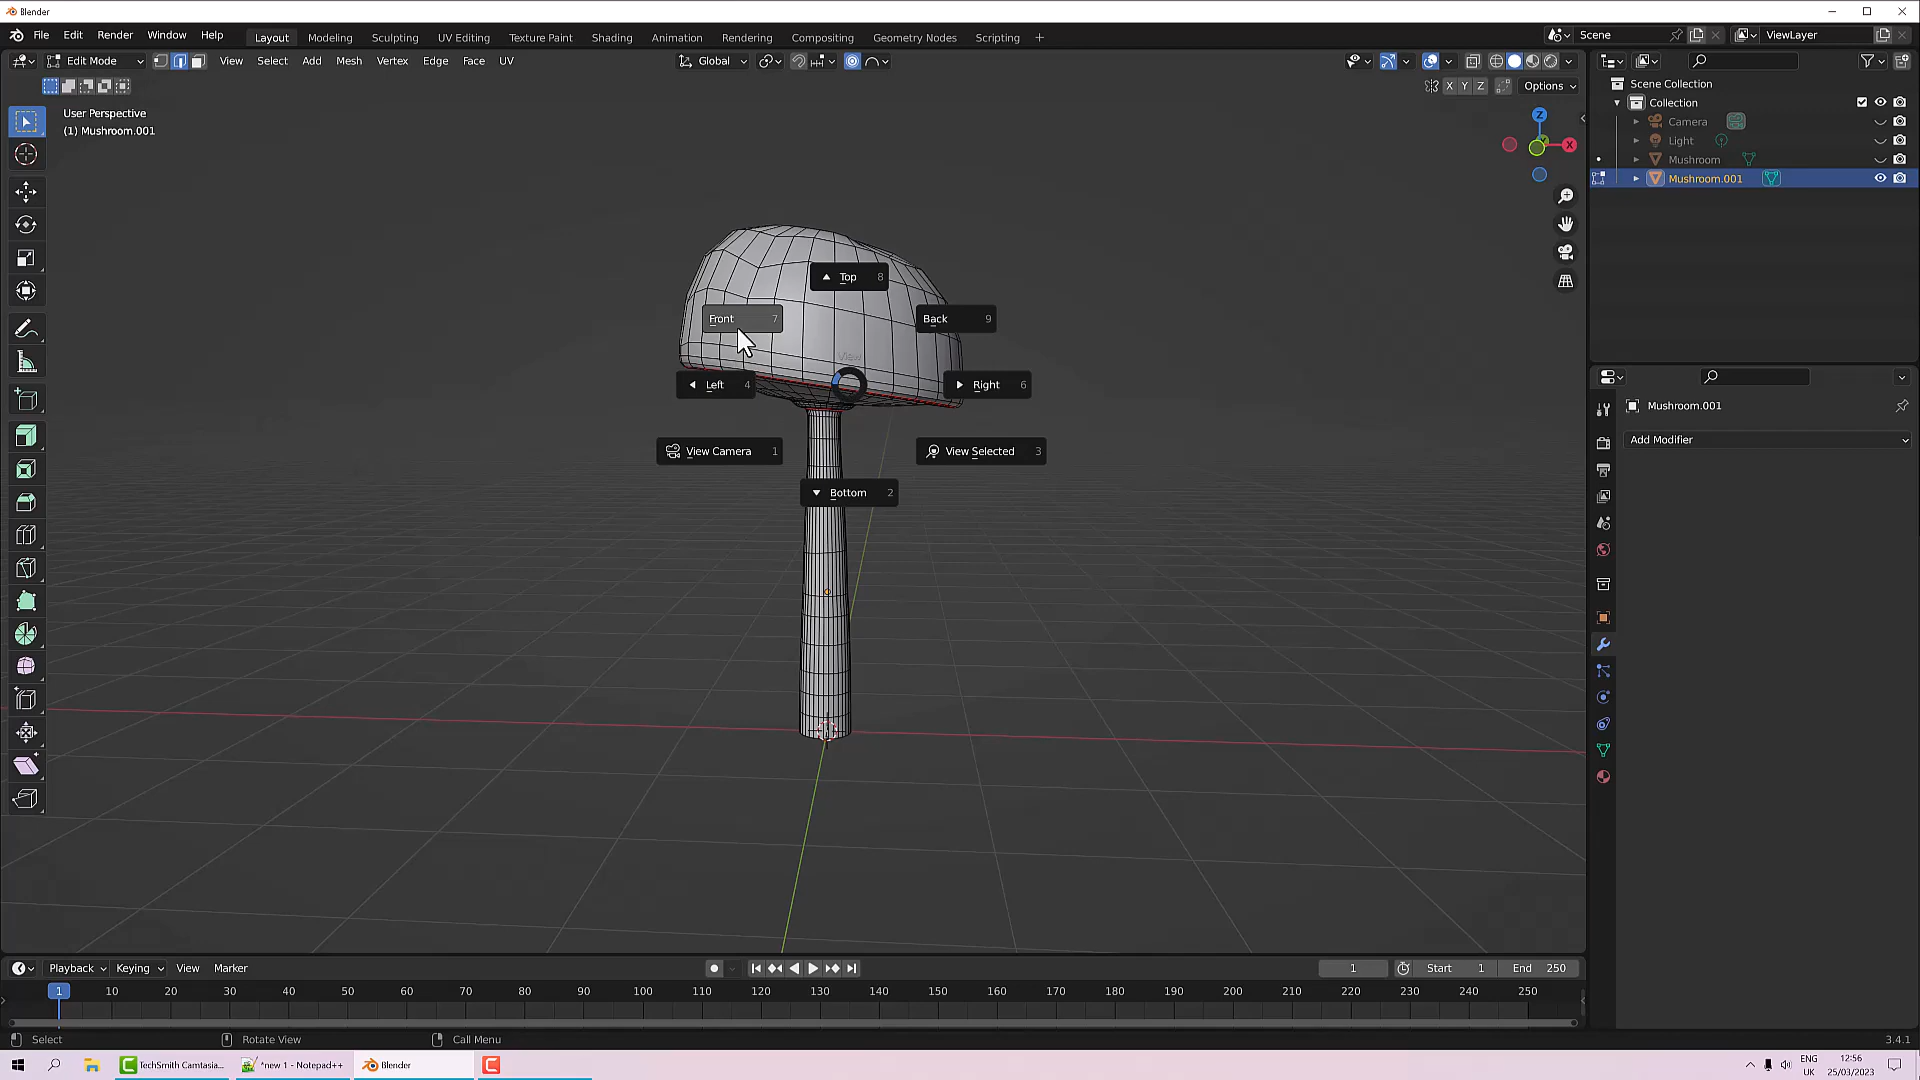 Blender
File Edit Render Window Help Layout Modeling Sculpting UV Editing Texture Paint Shading Animation Rendering Compositing Geometry Nodes Scripting + Scene ViewLayer
Edit Mode View Select Add Mesh Vertex Edge Face UV Global
X Y Z Options
User Perspective
(1) Mushroom.001
Z
X
Scene Collection
Collection
Camera
Light
Mushroom
Mushroom.001
Top 8
Front 7
Back 9
View
Left 4
Right 6
View Camera 1
View Selected 3
Bottom 2
Mushroom.001
Add Modifier
Playback Keying View Marker 1 Start 1 End 250
1 10 20 30 40 50 60 70 80 90 100 110 120 130 140 150 160 170 180 190 200 210 220 230 240 250
Select Rotate View Call Menu 3.4.1
TechSmith Camtasia... *new 1 - Notepad++ Blender
ENG 12:56
UK 25/03/2023